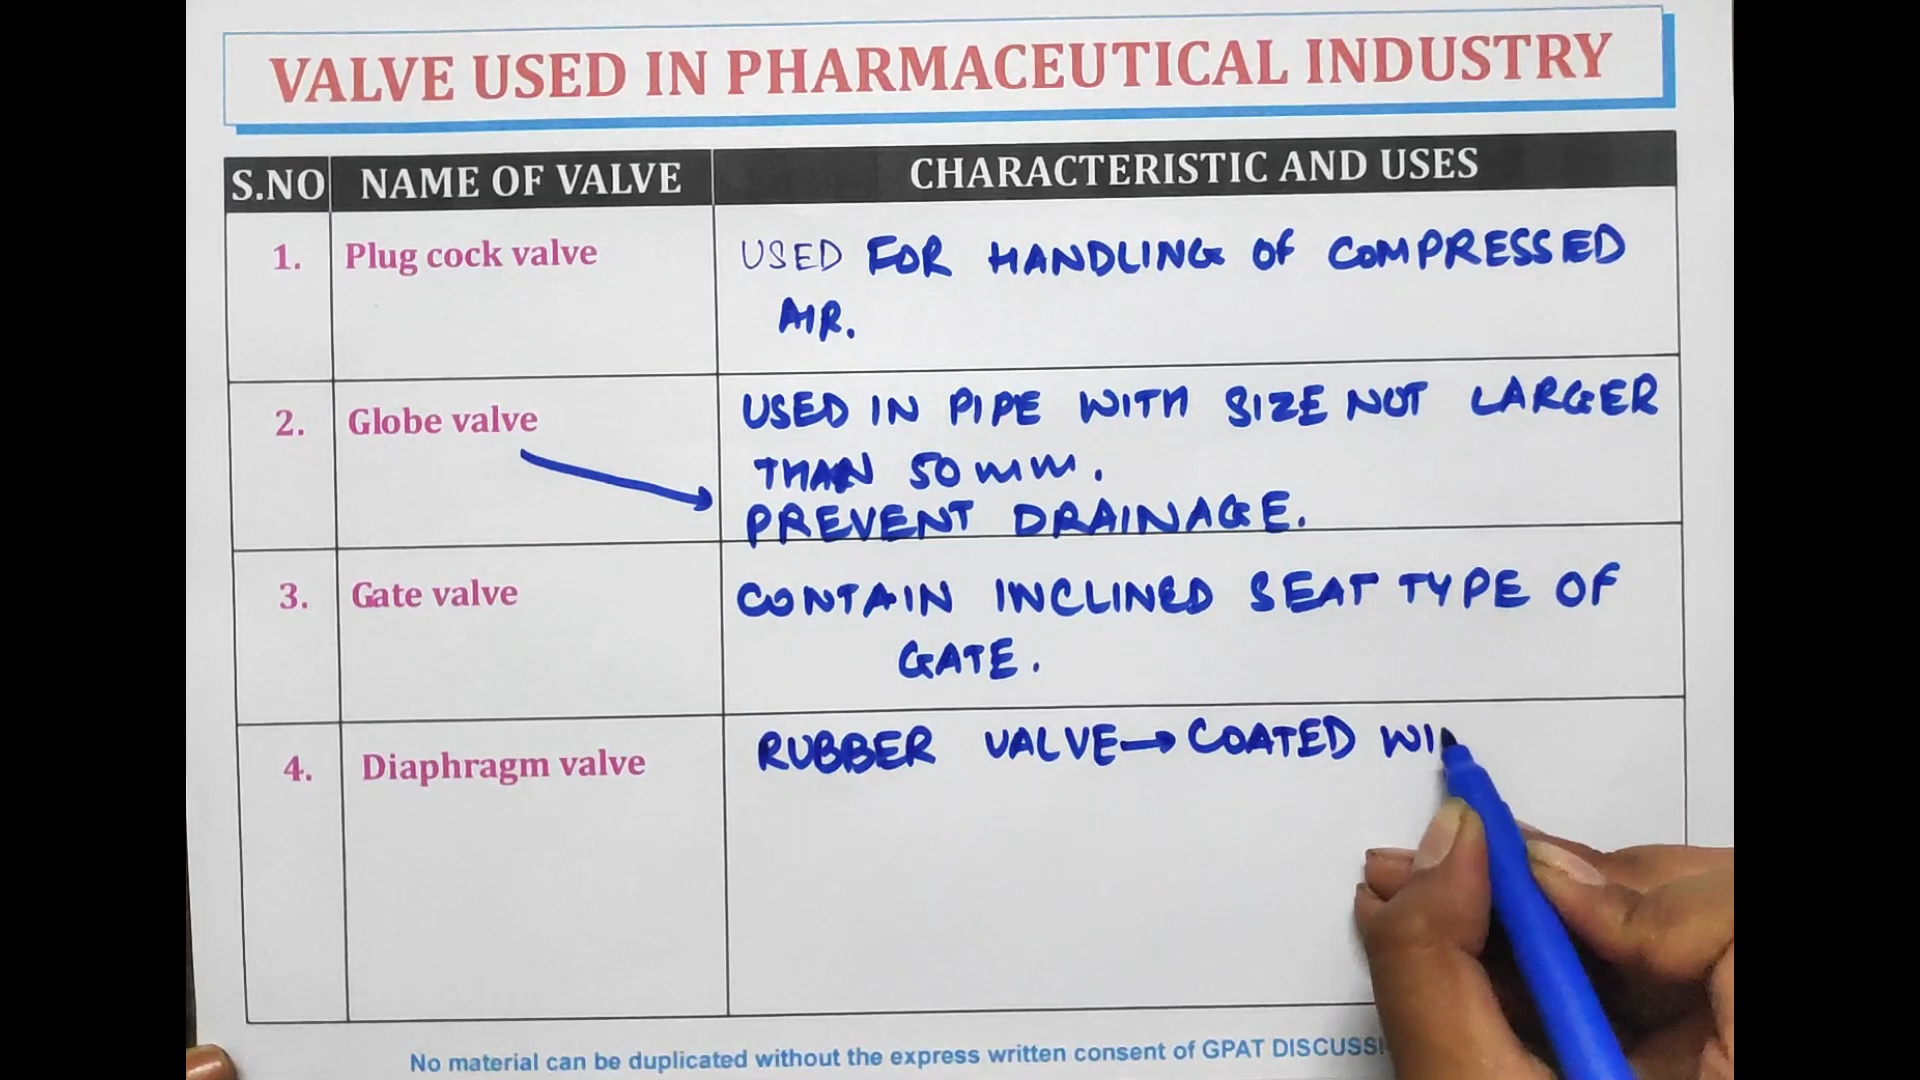 VALVE USED IN PHARMACEUTICAL INDUSTRY
S.NO NAME OF VALVE CHARACTERISTIC AND USES
1. Plug cock valve USED FOR HANDLING OF COMPRESSED
AIR.
2. Globe valve USED IN PIPE WITH SIZE NOT LARGER
THAN 50 mm.
PREVENT DRAINAGE.
3. Gate valve CONTAIN INCLINED SEAT TYPE OF
GATE.
4. Diaphragm valve RUBBER VALVE→COATED WI
No material can be duplicated without the express written consent of GPAT